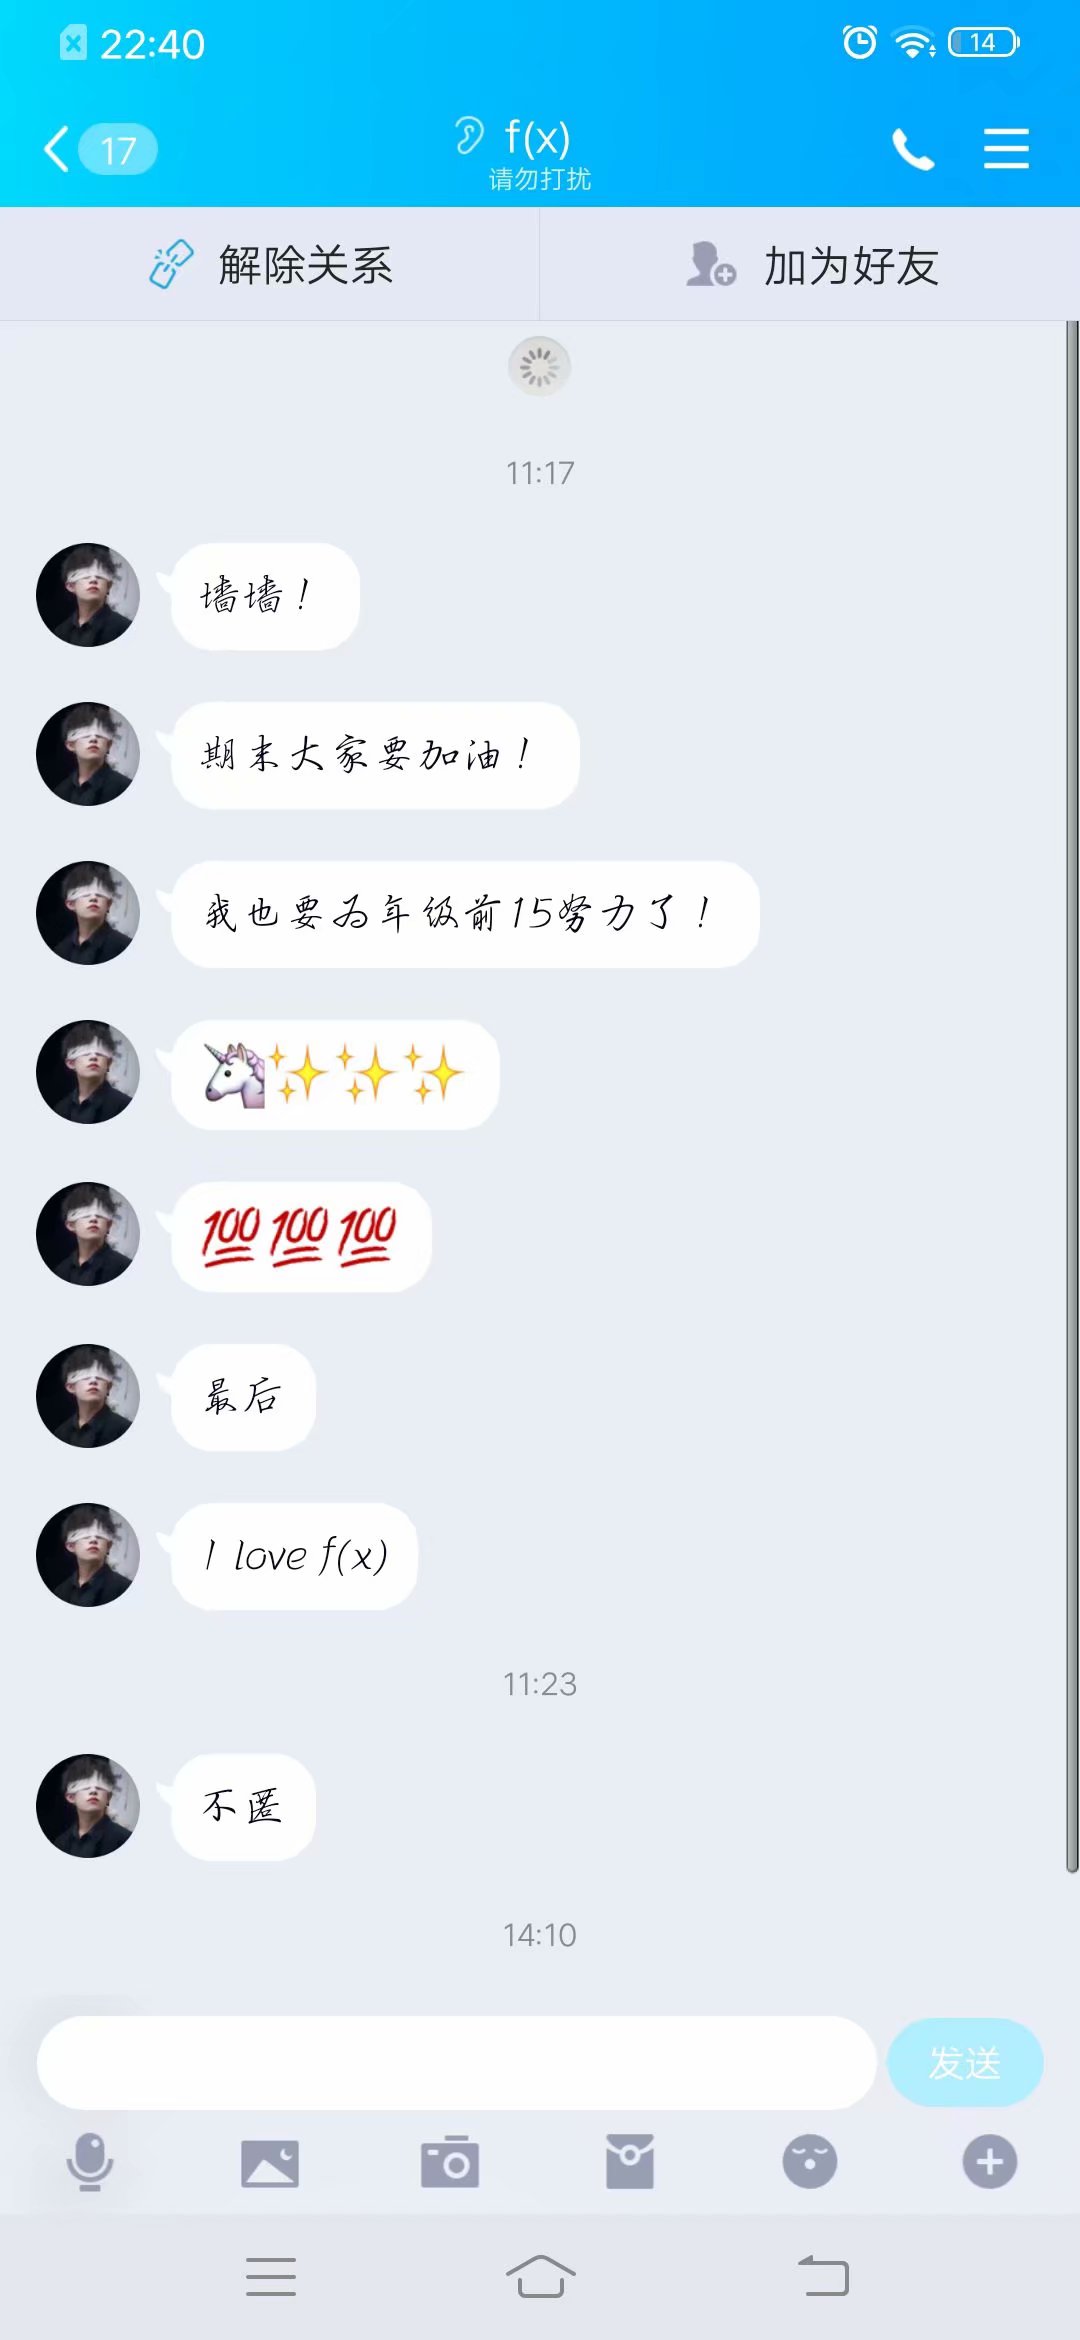 22:40
14
17
f(x)
请勿打扰
解除关系
加为好友
11:17
墙墙！
期末大家要加油！
我也要为年级前15努力了！
🦄✨✨✨
💯💯💯
最后
I love f(x)
11:23
不匿
14:10
发送